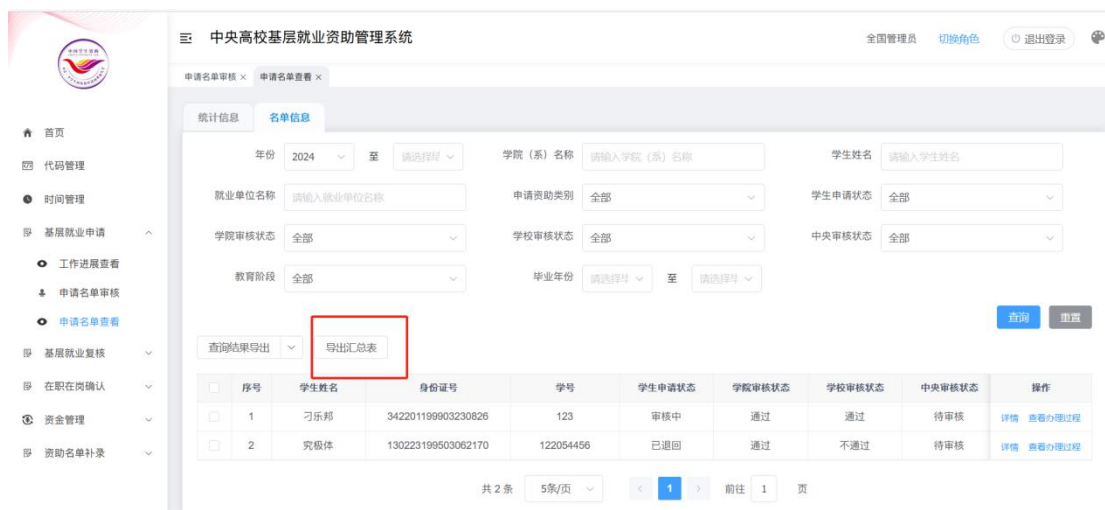 中央高校基层就业资助管理系统
全国管理员 切换角色 退出登录
申请名单审核 × 申请名单查看 ×
统计信息 名单信息
首页
代码管理
时间管理
基层就业申请
工作进展查看
申请名单审核
申请名单查看
基层就业复核
在职在岗确认
资金管理
资助名单补录
年份 2024 至 学院（系）名称 请输入学院（系）名称 学生姓名 请输入学生姓名
就业单位名称 请输入就业单位名称 申请资助类别 全部 学生申请状态 全部
学院审核状态 全部 学校审核状态 全部 中央审核状态 全部
教育阶段 全部 毕业年份 至
查询 重置
查询结果导出 导出汇总表
序号 学生姓名 身份证号 学号 学生申请状态 学院审核状态 学校审核状态 中央审核状态 操作
1 刁乐邦 342201199903230826 123 审核中 通过 通过 待审核 详情 查看办理过程
2 究极体 130223199503062170 122054456 已退回 通过 不通过 待审核 详情 查看办理过程
共 2 条 5条/页 < 1 > 前往 1 页